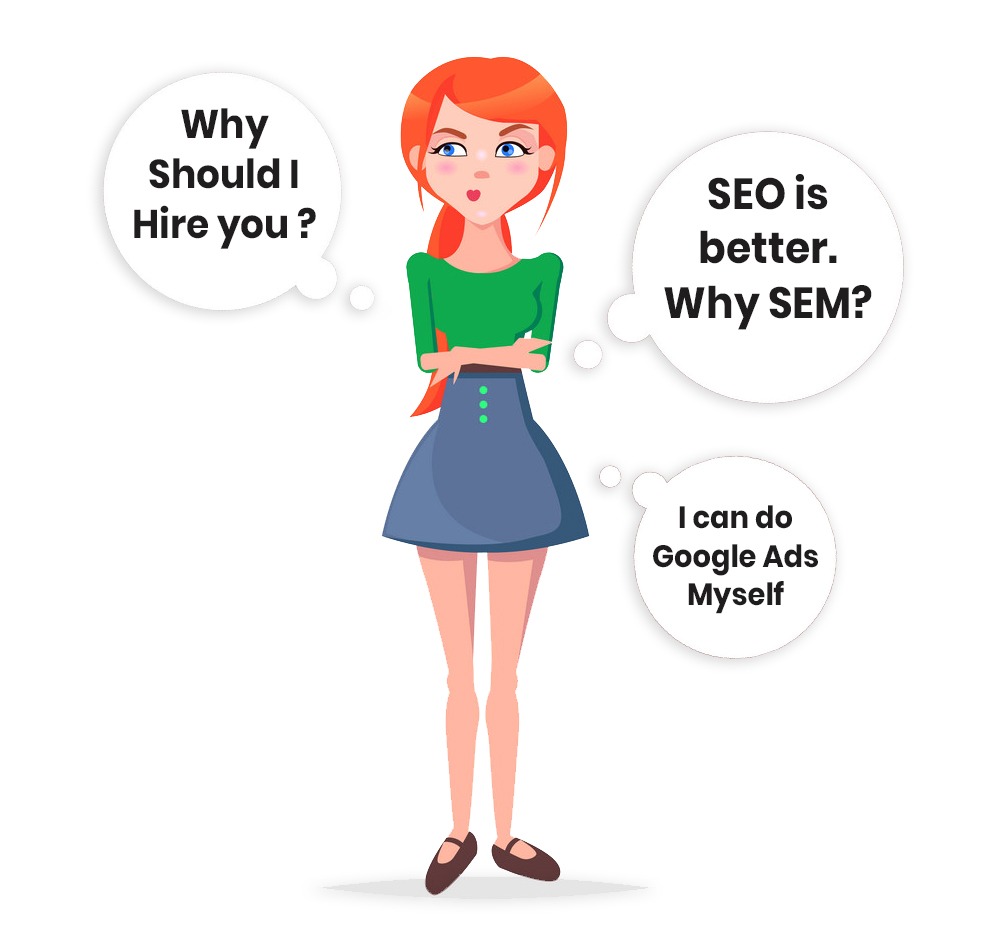 Why
Should I
Hire you ?
SEO is
better.
Why SEM?
I can do
Google Ads
Myself